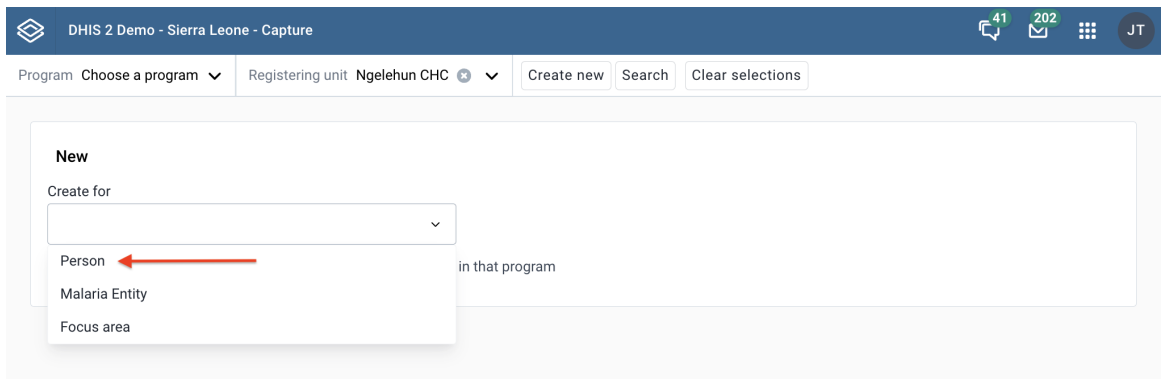 DHIS 2 Demo - Sierra Leone - Capture 41 202 JT
Program Choose a program Registering unit Ngelehun CHC Create new Search Clear selections
New
Create for
Person
in that program
Malaria Entity
Focus area